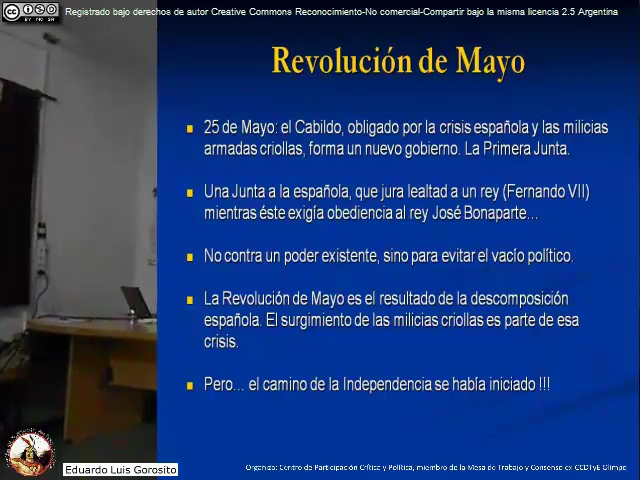 Registrado bajo derechos de autor Creative Commons Reconocimiento-No comercial-Compartir bajo la misma licencia 2.5 Argentina
Revolución de Mayo
25 de Mayo: el Cabildo, obligado por la crisis española y las milicias
armadas criollas, forma un nuevo gobierno. La Primera Junta.
Una Junta a la española, que jura lealtad a un rey (Fernando VII)
mientras éste exigía obediencia al rey José Bonaparte…
No contra un poder existente, sino para evitar el vacío político.
La Revolución de Mayo es el resultado de la descomposición
española. El surgimiento de las milicias criollas es parte de esa
crisis.
Pero… el camino de la Independencia se había iniciado !!!
Eduardo Luis Gorosito
Organiza: Centro de Participación Crítica y Política, miembro de la Mesa de Trabajo y Consenso ex CCDTyE Olimpo